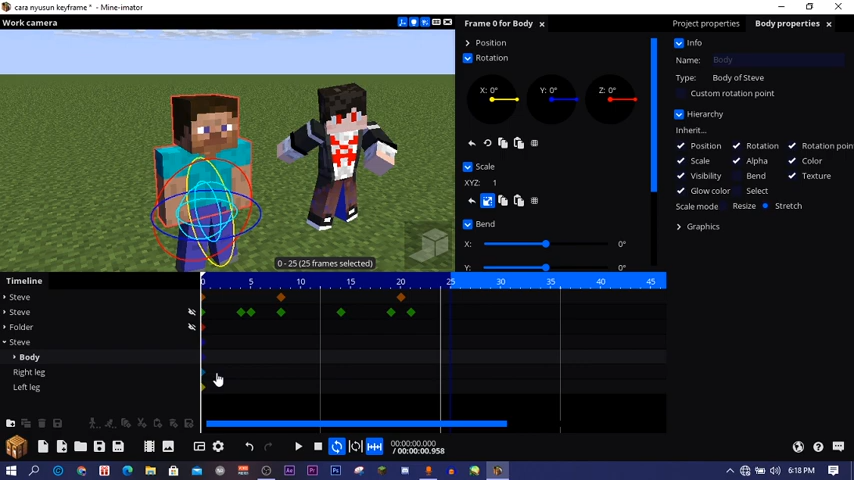 cara nyusun keyframe * - Mine-imator
Work camera
Frame 0 for Body
Project properties
Body properties
Position
Rotation
X: 0°
Y: 0°
Z: 0°
Scale
XYZ: 1
Bend
X:
0°
Y:
0°
Info
Name:
Body
Type:
Body of Steve
Custom rotation point
Hierarchy
Inherit...
Position
Rotation
Rotation poin
Scale
Alpha
Color
Visibility
Bend
Texture
Glow color
Select
Scale mode
Resize
Stretch
Graphics
0 - 25 (25 frames selected)
Timeline
0
5
10
15
20
25
30
35
40
45
Steve
Steve
Folder
Steve
Body
Right leg
Left leg
00:00:00.000
/ 00:00:00.958
6:18 PM